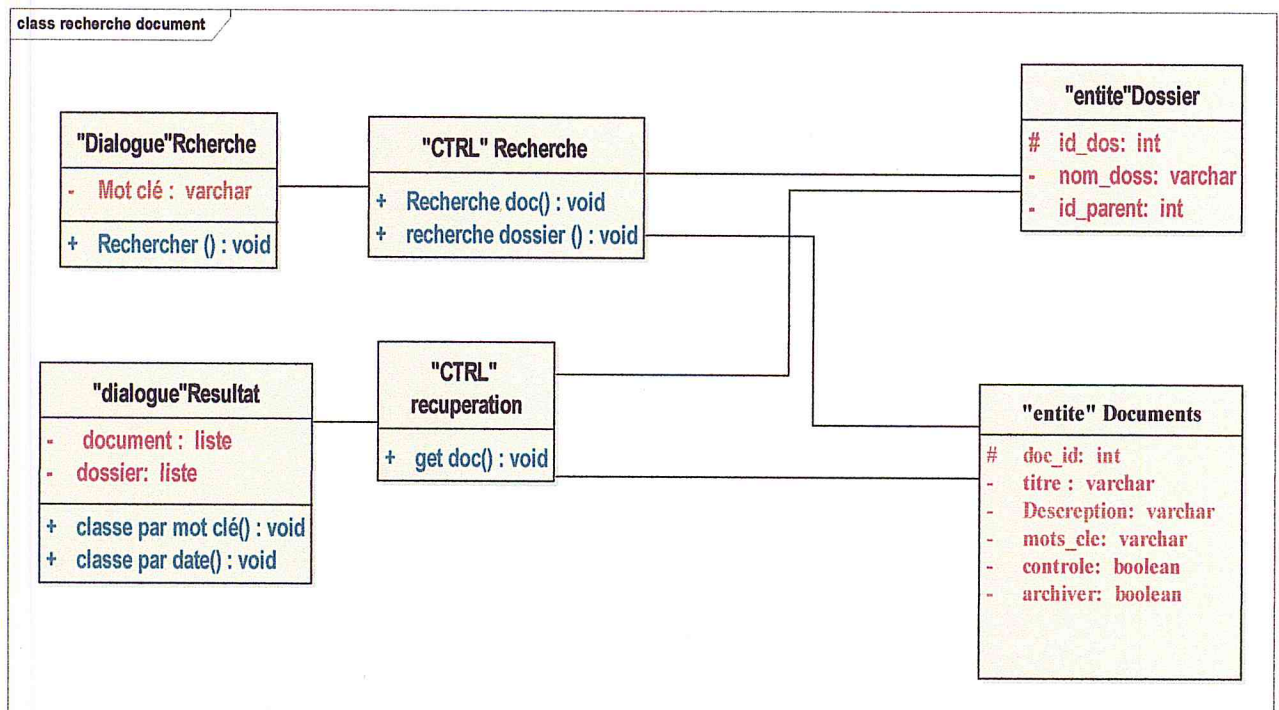 class recherche document
"Dialogue"Rcherche
- Mot clé : varchar
+ Rechercher () : void
"CTRL" Recherche
+ Recherche doc() : void
+ recherche dossier () : void
"entite"Dossier
# id_dos: int
- nom_doss: varchar
- id_parent: int
"dialogue"Resultat
- document : liste
- dossier: liste
+ classe par mot clé() : void
+ classe par date() : void
"CTRL"
recuperation
+ get doc() : void
"entite" Documents
# doc_id: int
- titre : varchar
- Descreption: varchar
- mots_cle: varchar
- controle: boolean
- archiver: boolean